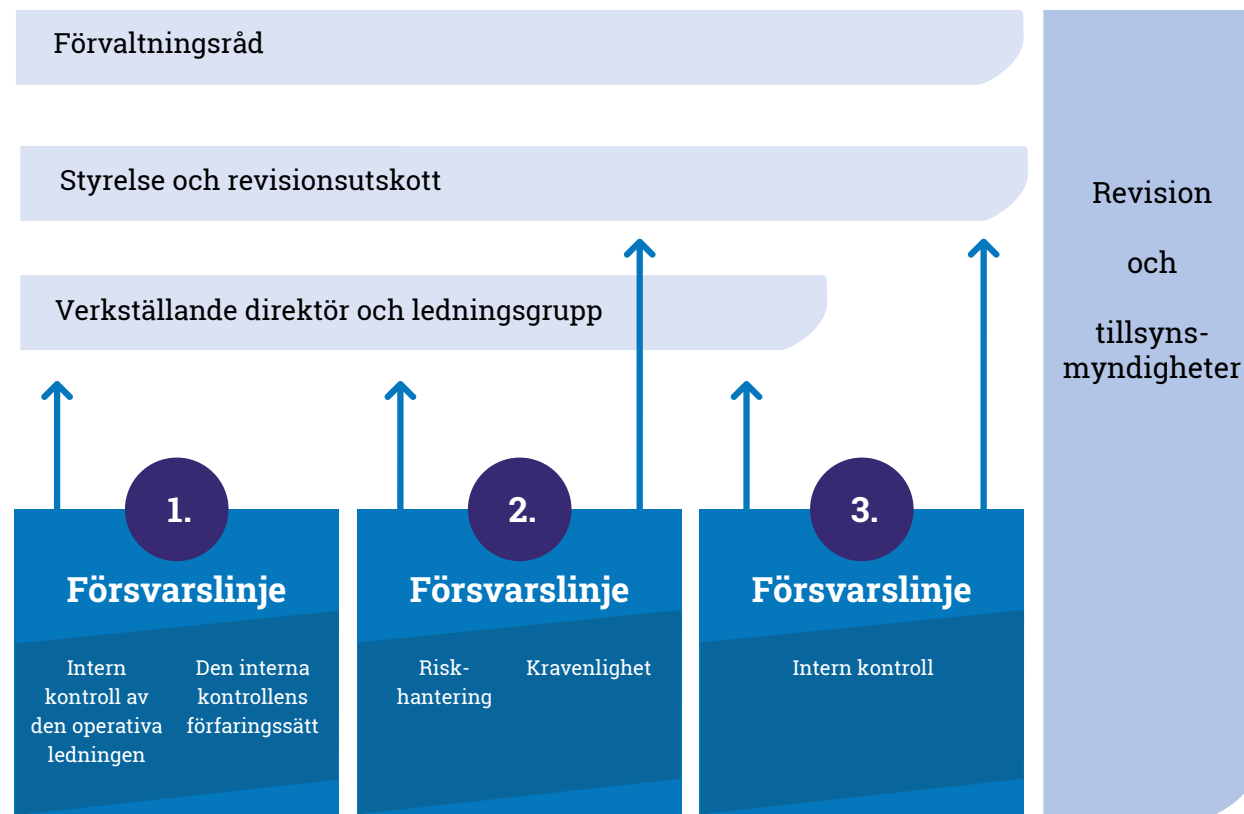 Förvaltningsråd
Styrelse och revisionsutskott
Verkställande direktör och ledningsgrupp
1.
Försvarslinje
Intern
kontroll av
den operativa
ledningen
Den interna
kontrollens
förfaringssätt
2.
Försvarslinje
Risk-
hantering
Kravenlighet
3.
Försvarslinje
Intern kontroll
Revision
och
tillsyns-
myndigheter